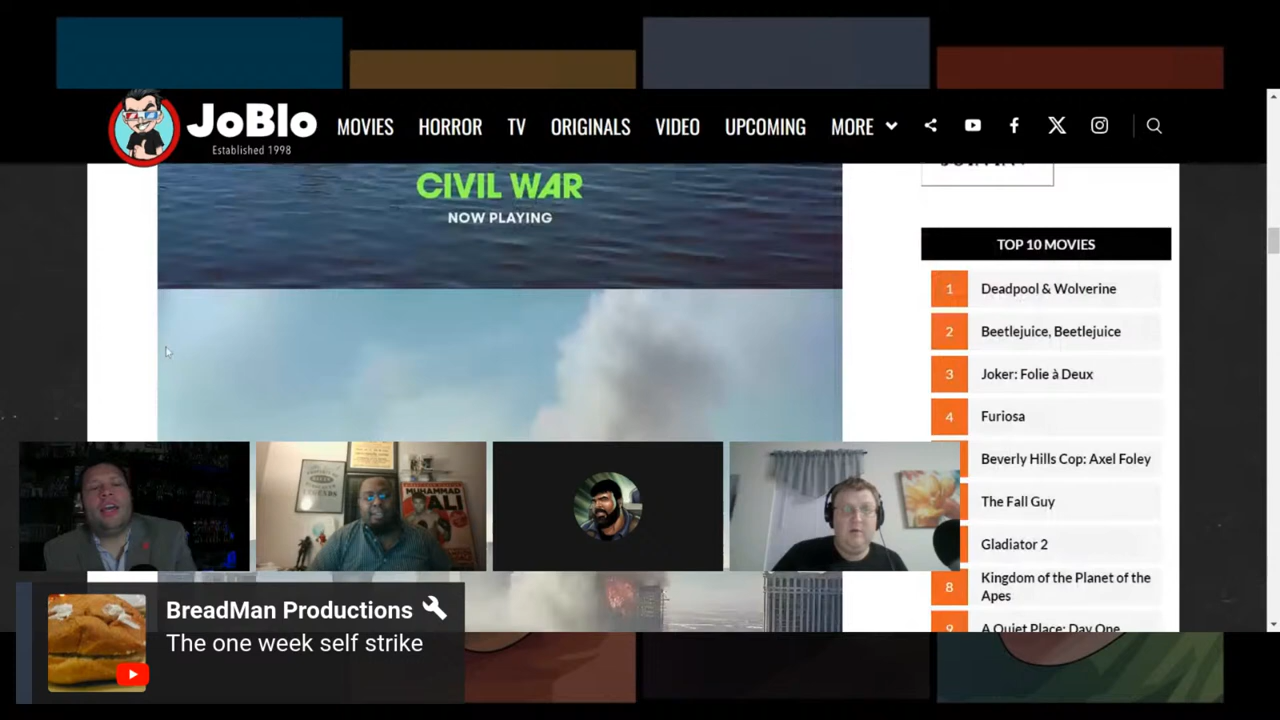 JoBlo
Established 1998
MOVIES HORROR TV ORIGINALS VIDEO UPCOMING MORE
CIVIL WAR
NOW PLAYING
TOP 10 MOVIES
1 Deadpool & Wolverine
2 Beetlejuice, Beetlejuice
3 Joker: Folie à Deux
4 Furiosa
Beverly Hills Cop: Axel Foley
The Fall Guy
Gladiator 2
8 Kingdom of the Planet of the
Apes
9 A Quiet Place: Day One
LEGENDS
MUHAMMAD
ALI
BreadMan Productions
The one week self strike